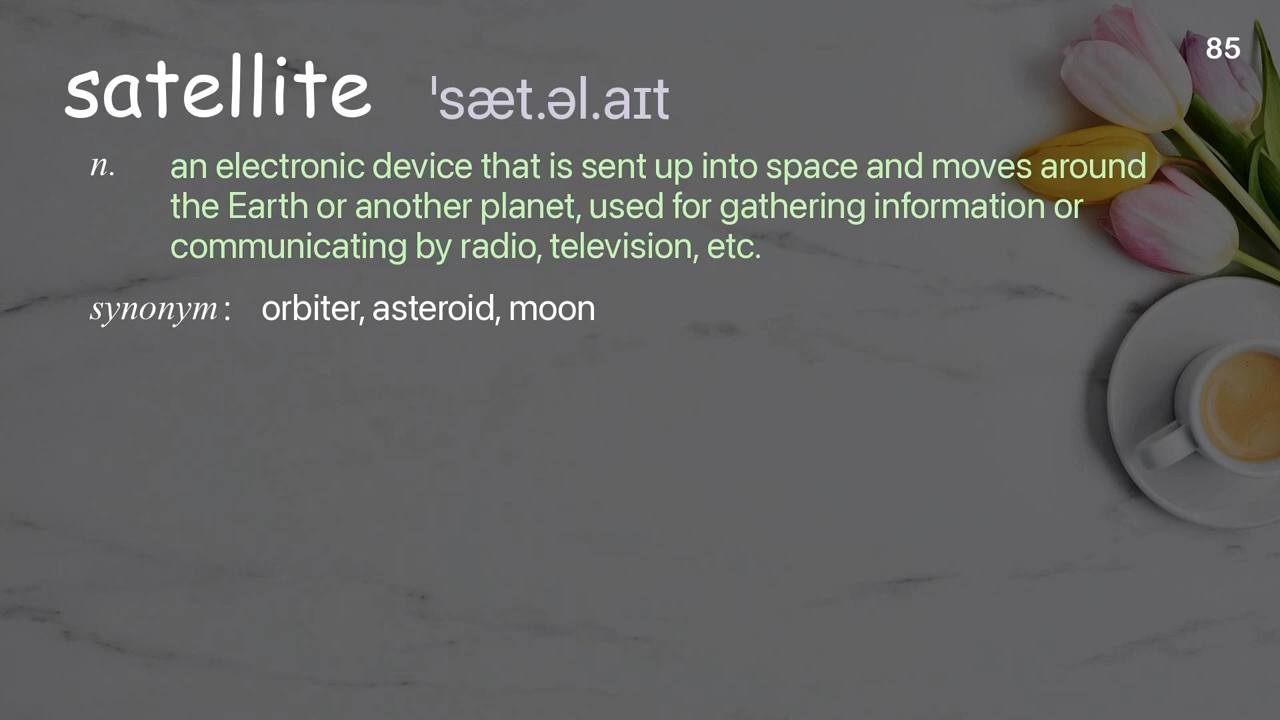 85
satellite ˈsæt.əl.aɪt
n. an electronic device that is sent up into space and moves around
the Earth or another planet, used for gathering information or
communicating by radio, television, etc.
synonym: orbiter, asteroid, moon